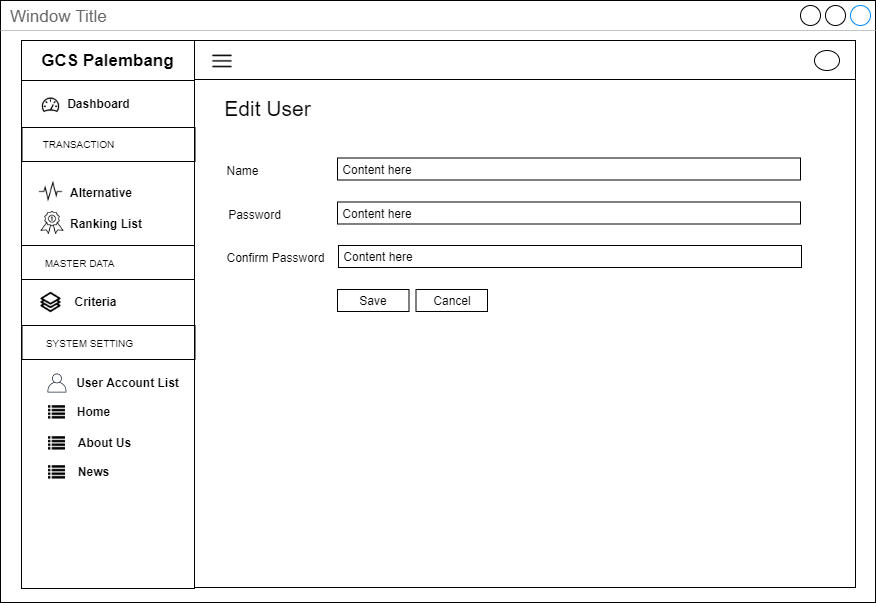 Window Title
GCS Palembang
Dashboard
TRANSACTION
Alternative
Ranking List
MASTER DATA
Criteria
SYSTEM SETTING
User Account List
Home
About Us
News
Edit User
Name
Content here
Password
Content here
Confirm Password
Content here
Save
Cancel